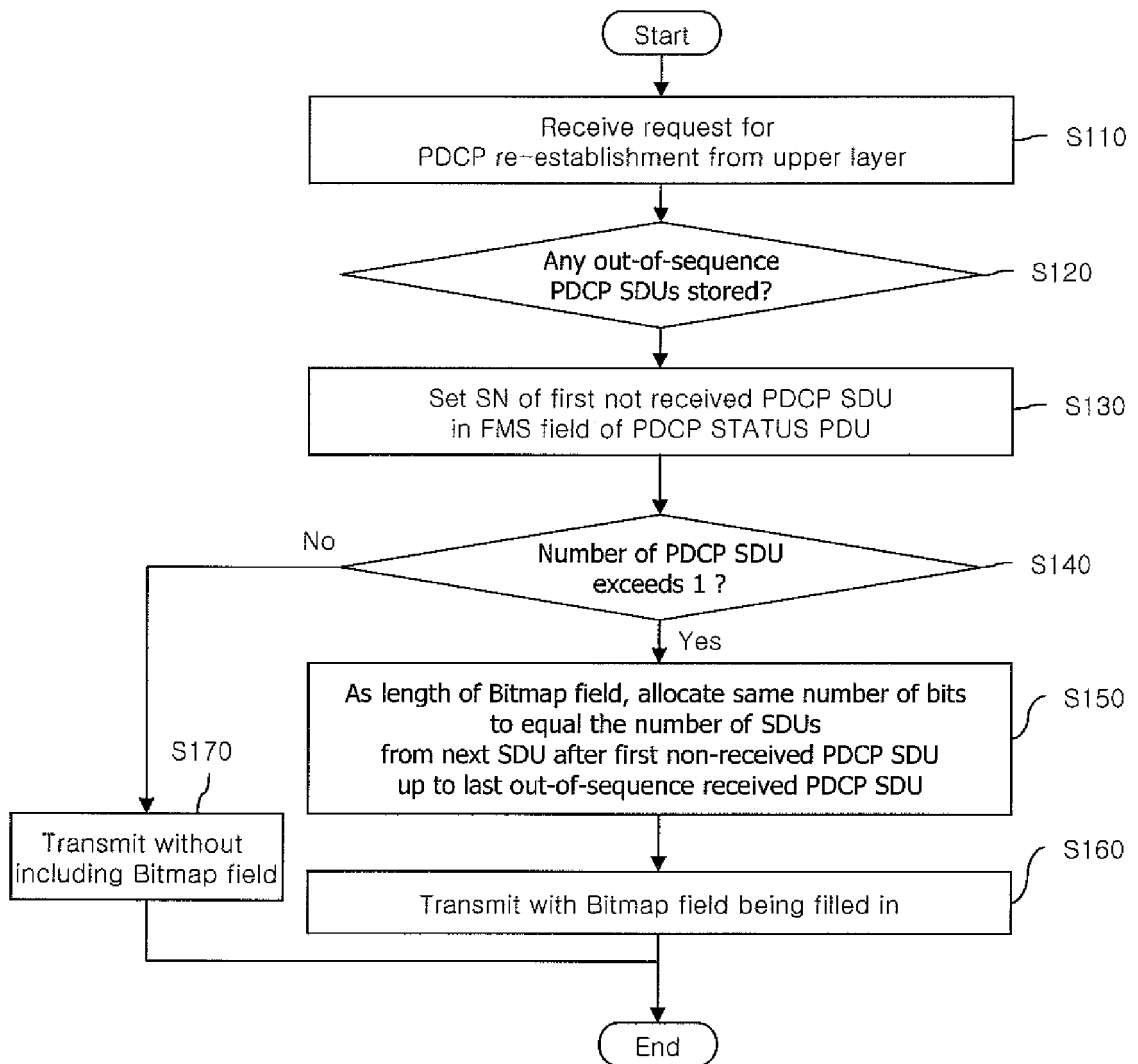 Start
Receive request for
PDCP re-establishment from upper layer
S110
Any out-of-sequence
PDCP SDUs stored?
S120
Set SN of first not received PDCP SDU
in FMS field of PDCP STATUS PDU
S130
No
Number of PDCP SDU
exceeds 1 ?
S140
Yes
As length of Bitmap field, allocate same number of bits
to equal the number of SDUs
from next SDU after first non-received PDCP SDU
up to last out-of-sequence received PDCP SDU
S150
S170
Transmit without
including Bitmap field
S160
Transmit with Bitmap field being filled in
End